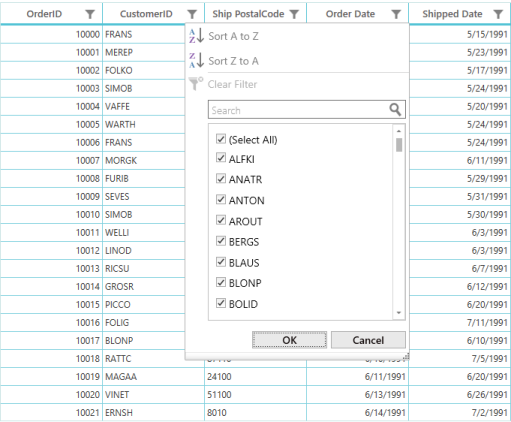 OrderID CustomerID Ship PostalCode Order Date Shipped Date
10000 FRANS 5/15/1991
10001 MEREP 5/23/1991
10002 FOLKO 5/17/1991
10003 SIMOB 5/24/1991
10004 VAFFE 5/20/1991
10005 WARTH 5/24/1991
10006 FRANS 5/24/1991
10007 MORGK 6/11/1991
10008 FURIB 5/29/1991
10009 SEVES 5/31/1991
10010 SIMOB 5/30/1991
10011 WELLI 6/3/1991
10012 LINOD 6/3/1991
10013 RICSU 6/7/1991
10014 GROSR 6/12/1991
10015 PICCO 6/20/1991
10016 FOLIG 7/11/1991
10017 BLONP 6/10/1991
10018 RATTC 7/5/1991
10019 MAGAA 24100 6/11/1991 6/20/1991
10020 VINET 51100 6/13/1991 6/26/1991
10021 ERNSH 8010 6/14/1991 7/2/1991
Sort A to Z
Sort Z to A
Clear Filter
Search
(Select All)
ALFKI
ANATR
ANTON
AROUT
BERGS
BLAUS
BLONP
BOLID
OK Cancel